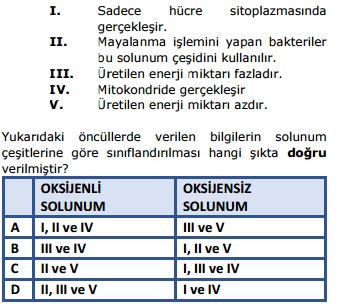 I. Sadece hücre sitoplazmasında
gerçekleşir.
II. Mayalanma işlemini yapan bakteriler
bu solunum çeşidini kullanılır.
III. Üretilen enerji miktarı fazladır.
IV. Mitokondride gerçekleşir
V. Üretilen enerji miktarı azdır.
Yukarıdaki öncüllerde verilen bilgilerin solunum
çeşitlerine göre sınıflandırılması hangi şıkta doğru
verilmiştir?
OKSİJENLİ SOLUNUM OKSİJENSİZ SOLUNUM
A I, II ve IV III ve V
B III ve IV I, II ve V
C II ve V I, III ve IV
D II, III ve V I ve IV